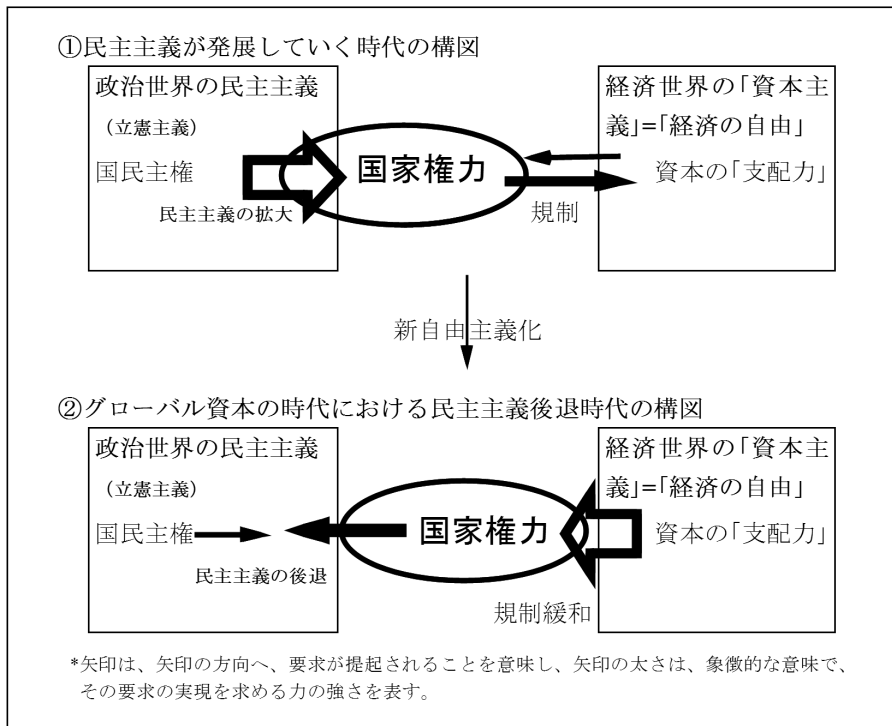 ①民主主義が発展していく時代の構図
政治世界の民主主義
（立憲主義）
国民主権
民主主義の拡大
国家権力
規制
経済世界の「資本主
義」=「経済の自由」
資本の「支配力」
新自由主義化
②グローバル資本の時代における民主主義後退時代の構図
政治世界の民主主義
（立憲主義）
国民主権
民主主義の後退
国家権力
規制緩和
経済世界の「資本主
義」=「経済の自由」
資本の「支配力」
*矢印は、矢印の方向へ、要求が提起されることを意味し、矢印の太さは、象徴的な意味で、
その要求の実現を求める力の強さを表す。